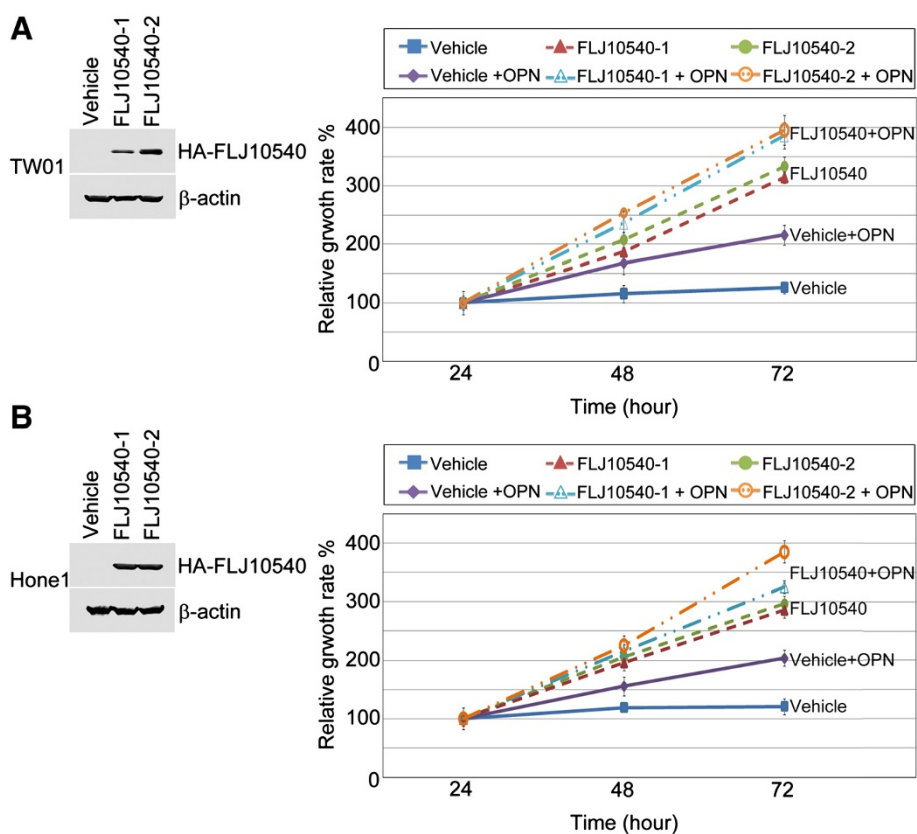 A
Vehicle
FLJ10540-1
FLJ10540-2
TW01
HA-FLJ10540
β-actin
Vehicle FLJ10540-1 FLJ10540-2
Vehicle +OPN FLJ10540-1 + OPN FLJ10540-2 + OPN
Relative grwoth rate %
400
300
200
100
0
FLJ10540+OPN
FLJ10540
Vehicle+OPN
Vehicle
24 48 72
Time (hour)
B
Vehicle
FLJ10540-1
FLJ10540-2
Hone1
HA-FLJ10540
β-actin
Vehicle FLJ10540-1 FLJ10540-2
Vehicle +OPN FLJ10540-1 + OPN FLJ10540-2 + OPN
Relative grwoth rate %
400
300
200
100
0
FLJ10540+OPN
FLJ10540
Vehicle+OPN
Vehicle
24 48 72
Time (hour)